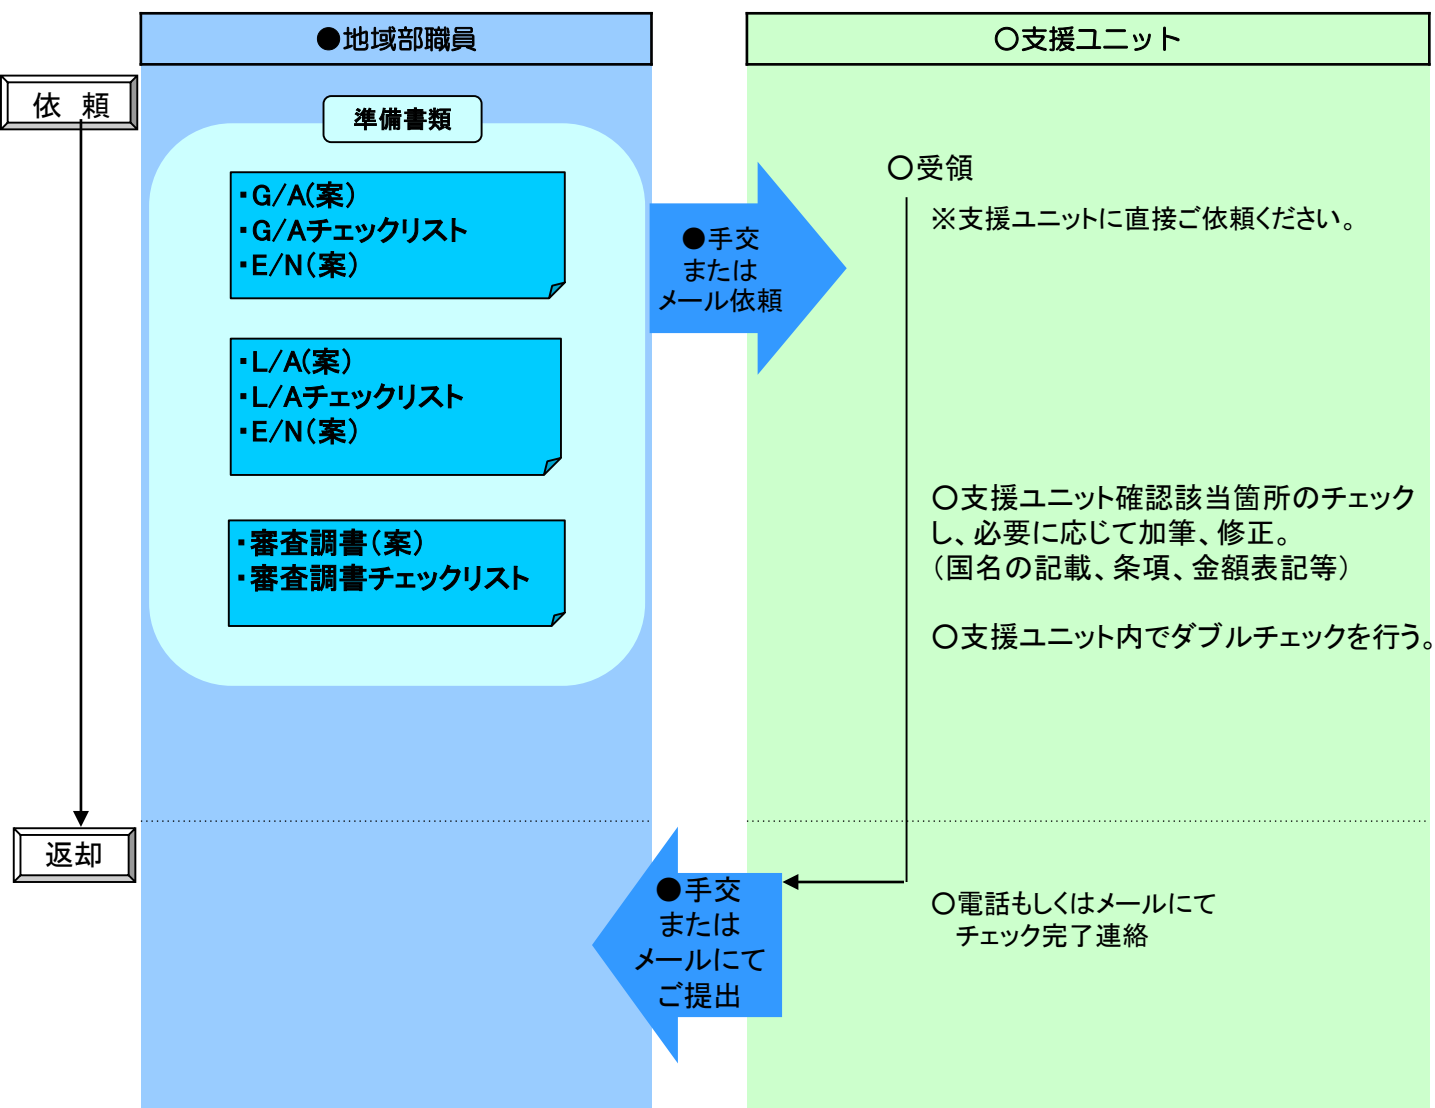 ●地域部職員
〇支援ユニット
依　頼
準備書類
・G/A(案)
・G/Aチェックリスト
・E/N(案)
・L/A(案)
・L/Aチェックリスト
・E/N(案)
・審査調書(案)
・審査調書チェックリスト
●手交
または
メール依頼
〇受領
※支援ユニットに直接ご依頼ください。
〇支援ユニット確認該当箇所のチェック
し、必要に応じて加筆、修正。
(国名の記載、条項、金額表記等)
〇支援ユニット内でダブルチェックを行う。
返却
●手交
または
メールにて
ご提出
〇電話もしくはメールにて
チェック完了連絡